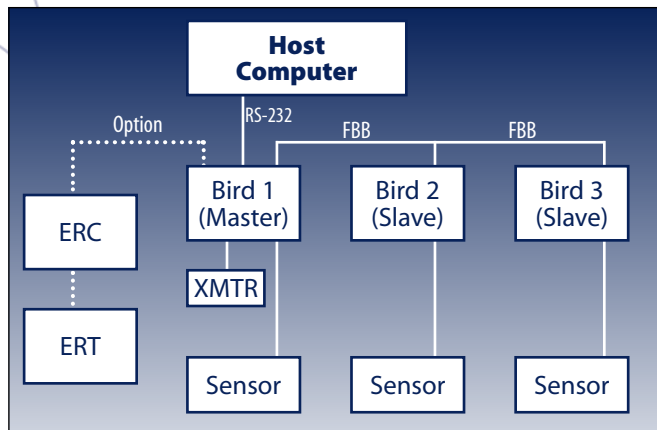 Host
Computer
RS-232
Option
FBB
FBB
Bird 1
(Master)
Bird 2
(Slave)
Bird 3
(Slave)
ERC
XMTR
ERT
Sensor
Sensor
Sensor